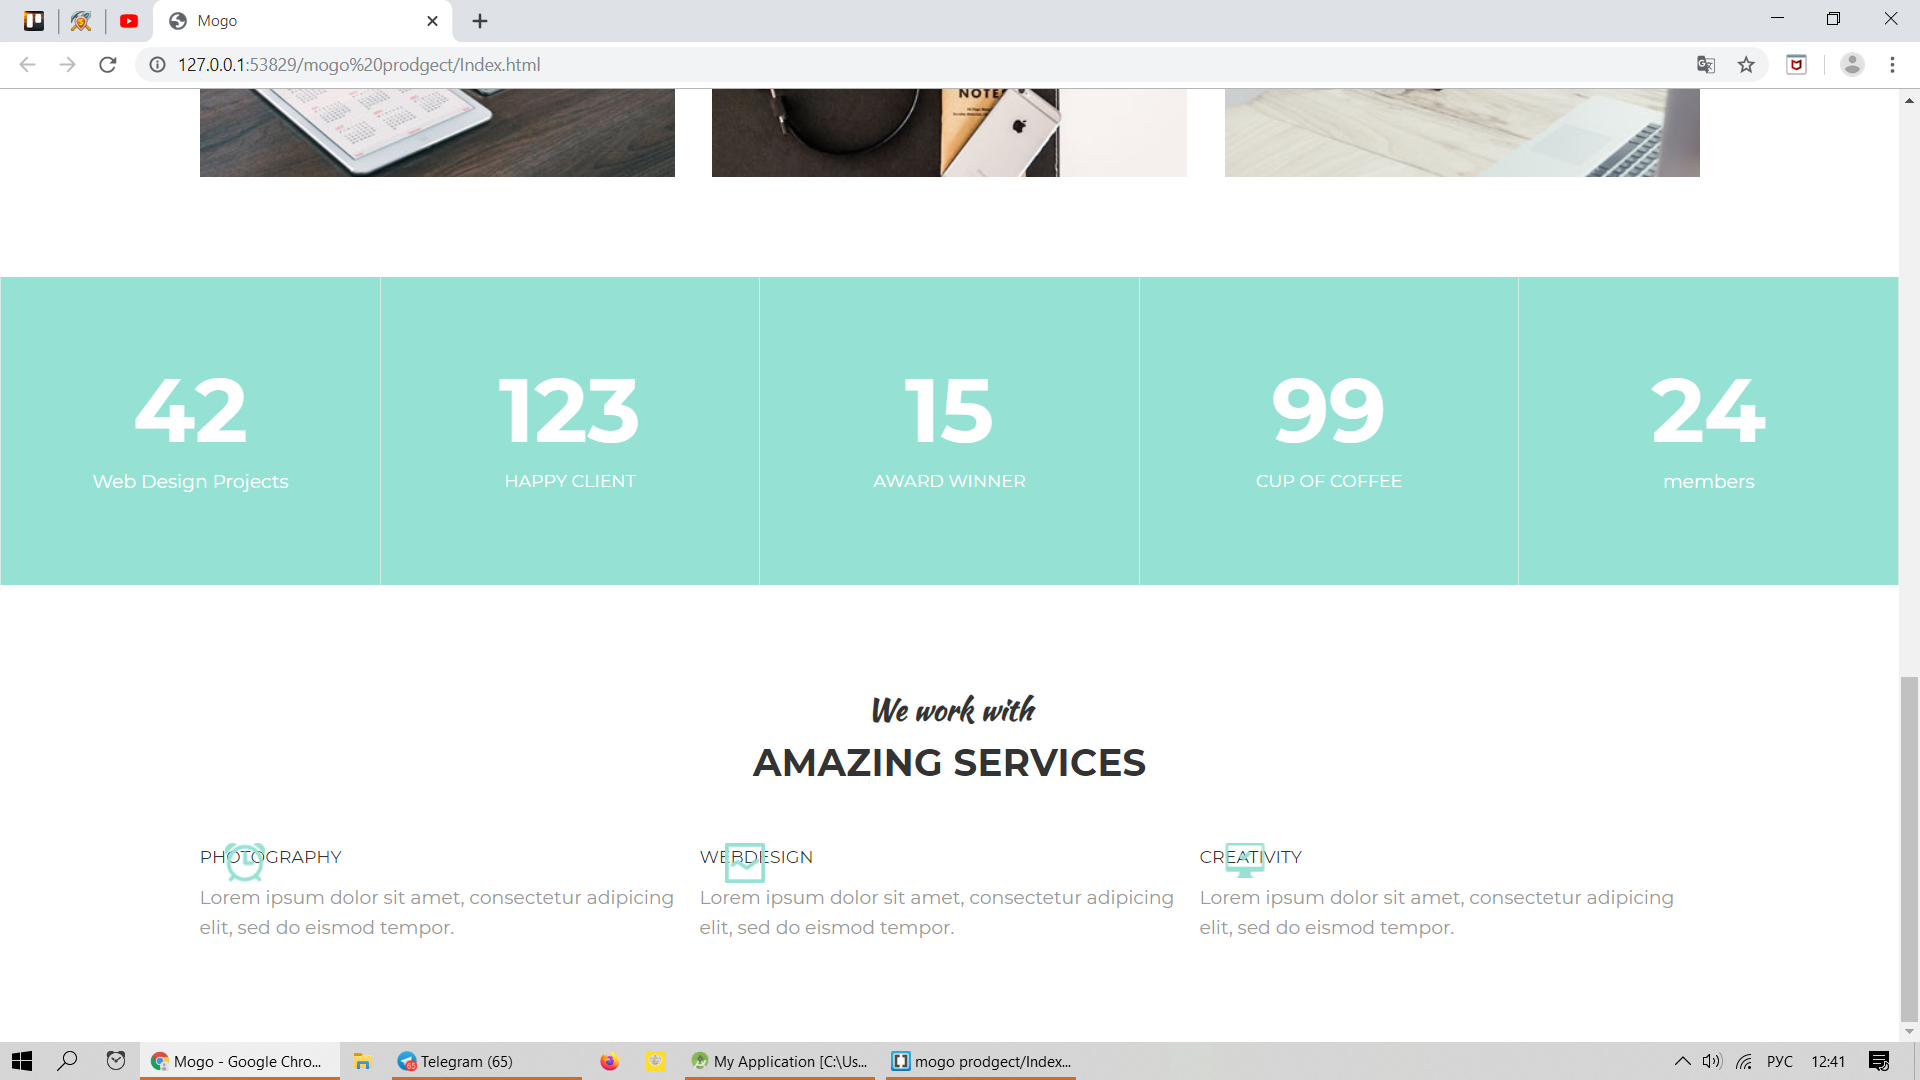 Mogo
127.0.0.1:53829/mogo%20prodgect/Index.html
NOTE
42
Web Design Projects
123
HAPPY CLIENT
15
AWARD WINNER
99
CUP OF COFFEE
24
members
We work with
AMAZING SERVICES
PHOTOGRAPHY
Lorem ipsum dolor sit amet, consectetur adipicing
elit, sed do eismod tempor.
WEBDESIGN
Lorem ipsum dolor sit amet, consectetur adipicing
elit, sed do eismod tempor.
CREATIVITY
Lorem ipsum dolor sit amet, consectetur adipicing
elit, sed do eismod tempor.
Mogo - Google Chro...
65
Telegram (65)
My Application [C:\Us...
mogo prodgect/Index...
РУС
12:41